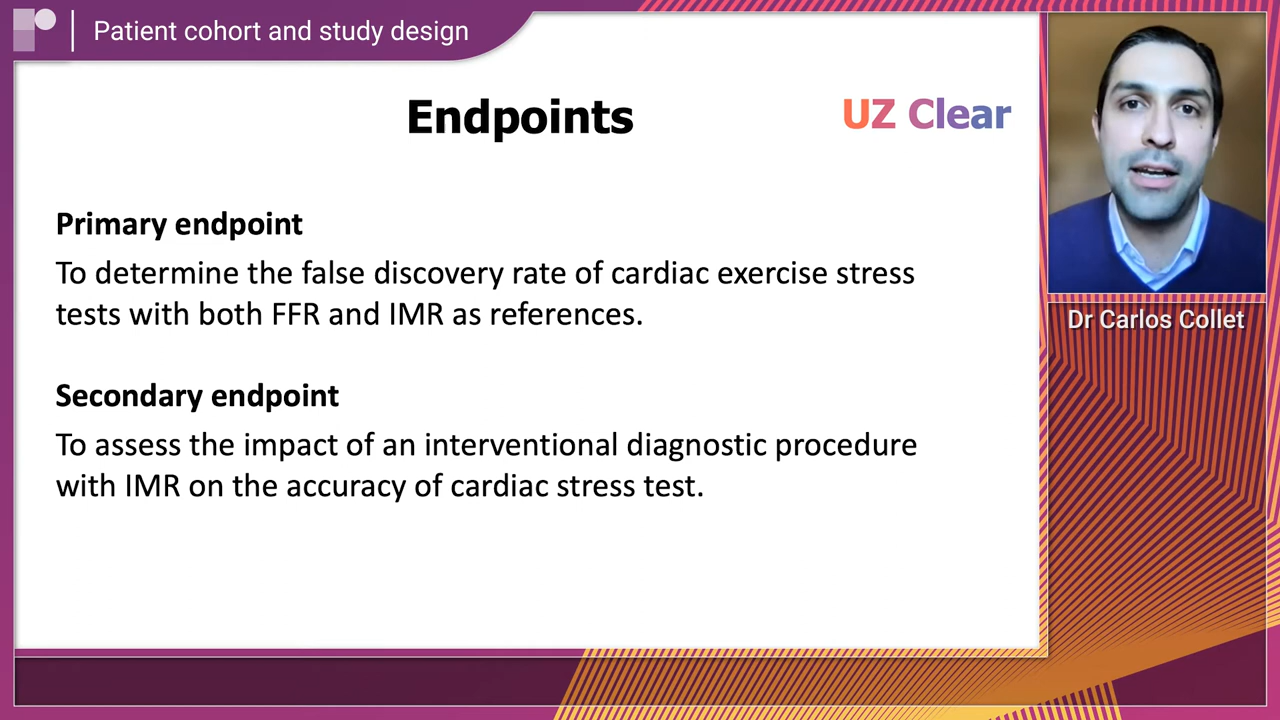 Patient cohort and study design
Endpoints
UZ Clear
Primary endpoint
To determine the false discovery rate of cardiac exercise stress
tests with both FFR and IMR as references.
Secondary endpoint
To assess the impact of an interventional diagnostic procedure
with IMR on the accuracy of cardiac stress test.
Dr Carlos Collet